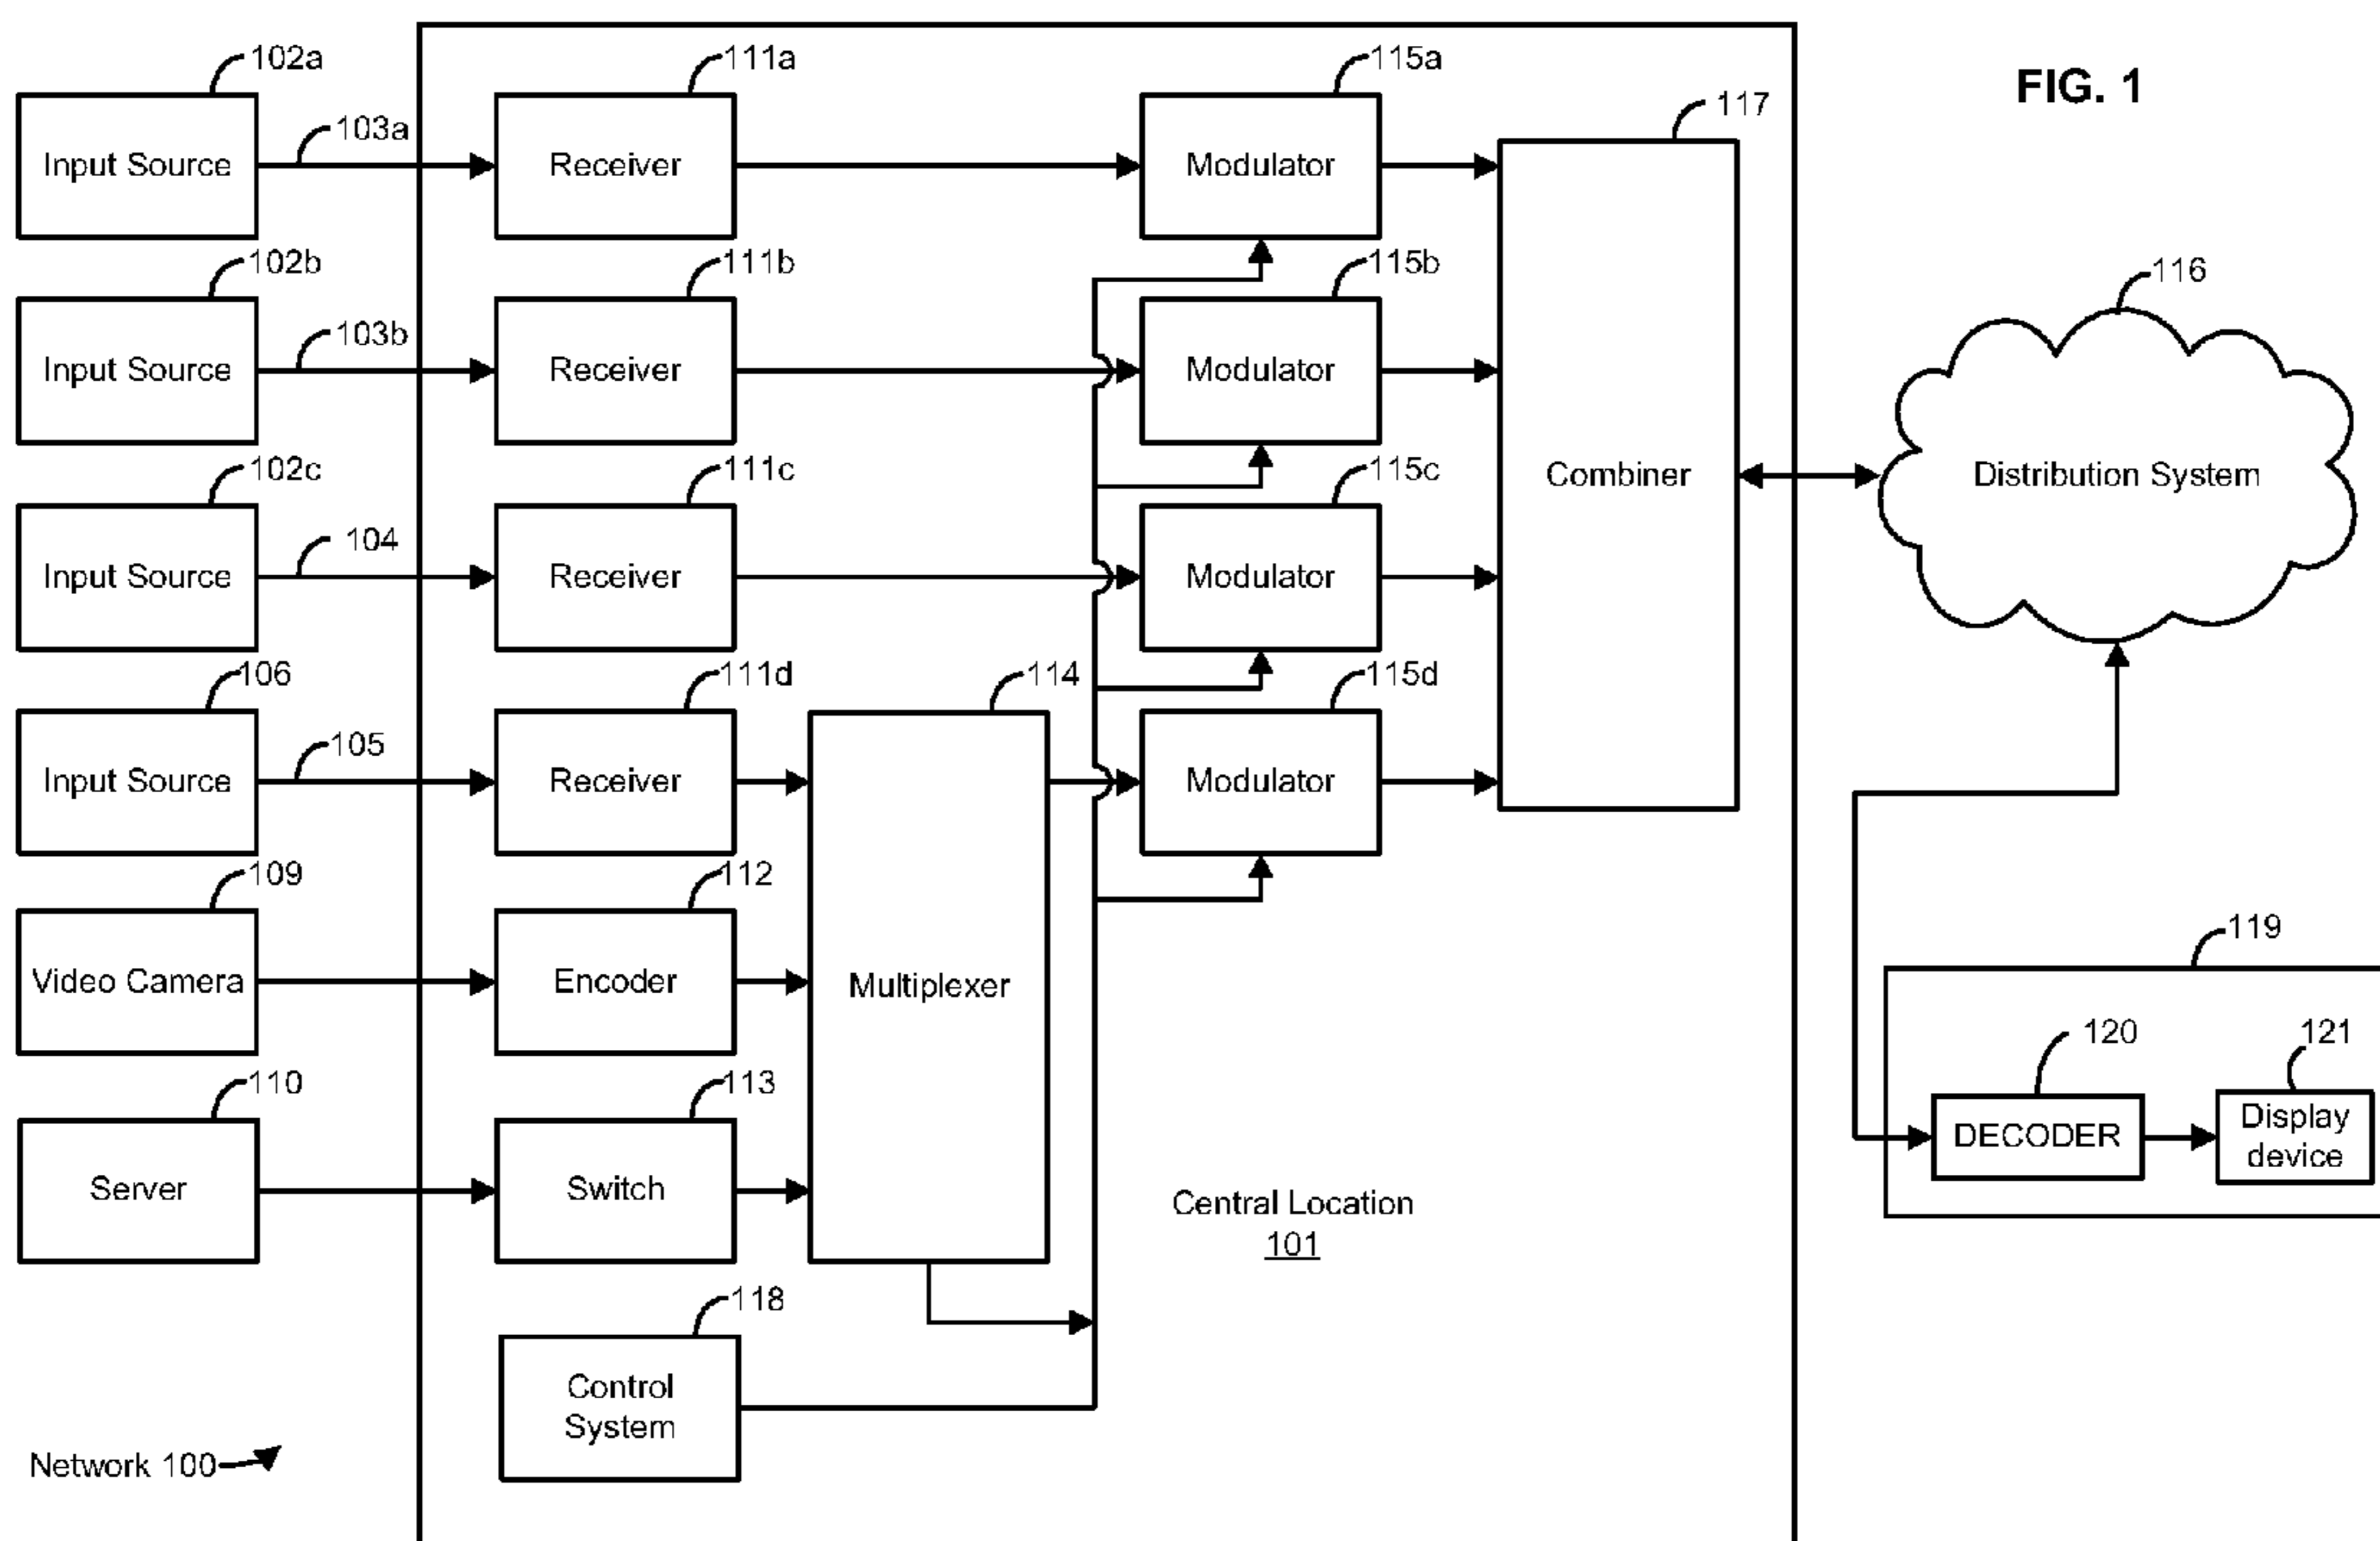 FIG. 1
102a
111a
115a
117
103a
Input Source
Receiver
Modulator
102b
111b
115b
116
103b
Input Source
Receiver
Modulator
102c
111c
115c
Combiner
Distribution System
104
Input Source
Receiver
Modulator
106
111d
114
115d
105
Input Source
Receiver
Modulator
109
112
119
Video Camera
Encoder
Multiplexer
120
121
110
113
DECODER
Display
device
Server
Switch
Central Location
101
118
Control
System
Network 100